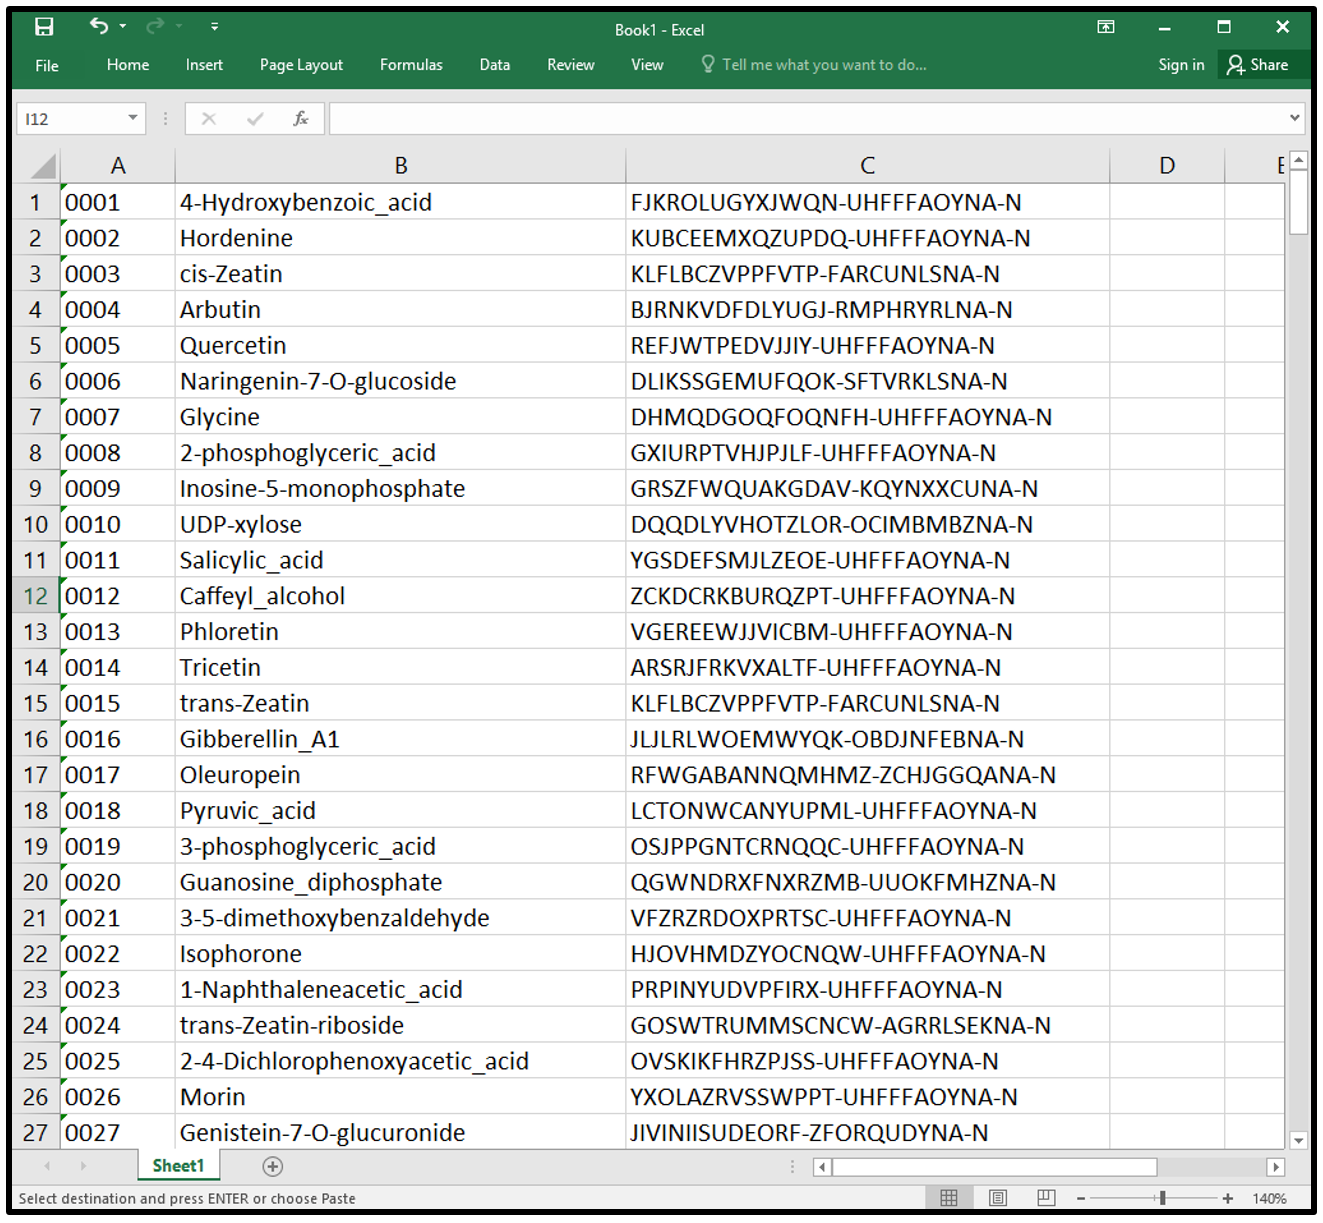 Book1 - Excel
File Home Insert Page Layout Formulas Data Review View Tell me what you want to do... Sign in Share
I12 fx
A B C D E
1 0001 4-Hydroxybenzoic_acid FJKROLUGYXJWQN-UHFFFAOYNA-N
2 0002 Hordenine KUBCEEMXQZUPDQ-UHFFFAOYNA-N
3 0003 cis-Zeatin KLFLBCZVPPFVTP-FARCUNLSNA-N
4 0004 Arbutin BJRNKVDFDLYUGJ-RMPHRYRLNA-N
5 0005 Quercetin REFJWTPEDVJJIY-UHFFFAOYNA-N
6 0006 Naringenin-7-O-glucoside DLIKSSGEMUFQOK-SFTVRKLSNA-N
7 0007 Glycine DHMQDGOQFOQNFH-UHFFFAOYNA-N
8 0008 2-phosphoglyceric_acid GXIURPTVHJPJLF-UHFFFAOYNA-N
9 0009 Inosine-5-monophosphate GRSZFWQUAKGDAV-KQYNXXCUNA-N
10 0010 UDP-xylose DQQDLYVHOTZLOR-OCIMBMBZNA-N
11 0011 Salicylic_acid YGSDEFSMJLZEOE-UHFFFAOYNA-N
12 0012 Caffeyl_alcohol ZCKDCRKBURQZPT-UHFFFAOYNA-N
13 0013 Phloretin VGEREEWJJVICBM-UHFFFAOYNA-N
14 0014 Tricetin ARSRJFRKVXALTF-UHFFFAOYNA-N
15 0015 trans-Zeatin KLFLBCZVPPFVTP-FARCUNLSNA-N
16 0016 Gibberellin_A1 JLJLRLWOEMWYQK-OBDJNFEBNA-N
17 0017 Oleuropein RFWGABANNQMHMZ-ZCHJGGQANA-N
18 0018 Pyruvic_acid LCTONWCANYUPML-UHFFFAOYNA-N
19 0019 3-phosphoglyceric_acid OSJPPGNTCRNQQC-UHFFFAOYNA-N
20 0020 Guanosine_diphosphate QGWNDRXFNXRZMB-UUOKFMHZNA-N
21 0021 3-5-dimethoxybenzaldehyde VFZRZRDOXPRTSC-UHFFFAOYNA-N
22 0022 Isophorone HJOVHMDZYOCNQW-UHFFFAOYNA-N
23 0023 1-Naphthaleneacetic_acid PRPINYUDVPFIRX-UHFFFAOYNA-N
24 0024 trans-Zeatin-riboside GOSWTRUMMSCNCW-AGRRLSEKNA-N
25 0025 2-4-Dichlorophenoxyacetic_acid OVSKIKFHRZPJSS-UHFFFAOYNA-N
26 0026 Morin YXOLAZRVSSWPPT-UHFFFAOYNA-N
27 0027 Genistein-7-O-glucuronide JIVINIISUDEORF-ZFORQUDYNA-N
Sheet1
Select destination and press ENTER or choose Paste 140%